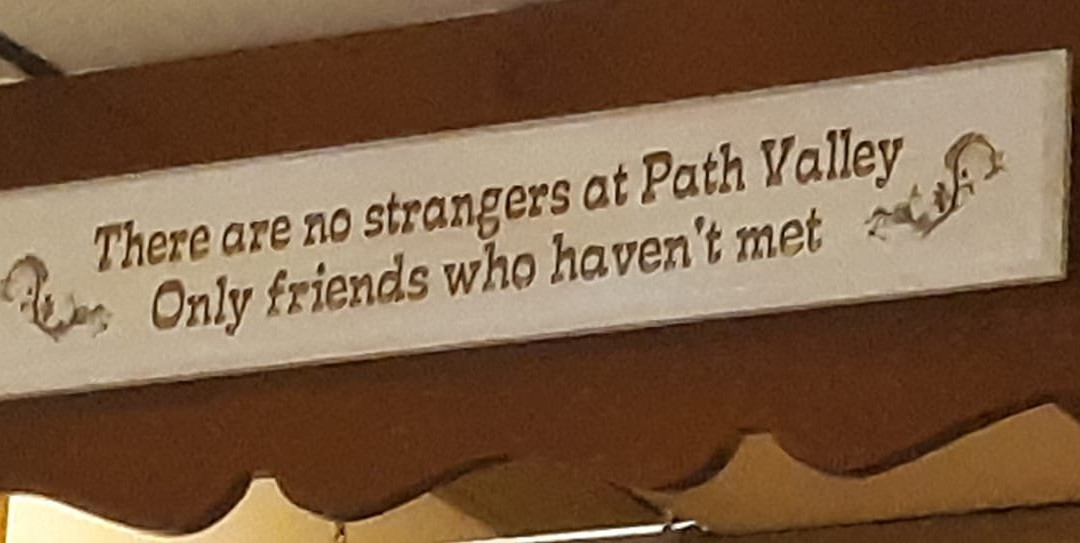 There are no strangers at Path Valley
Only friends who haven't met